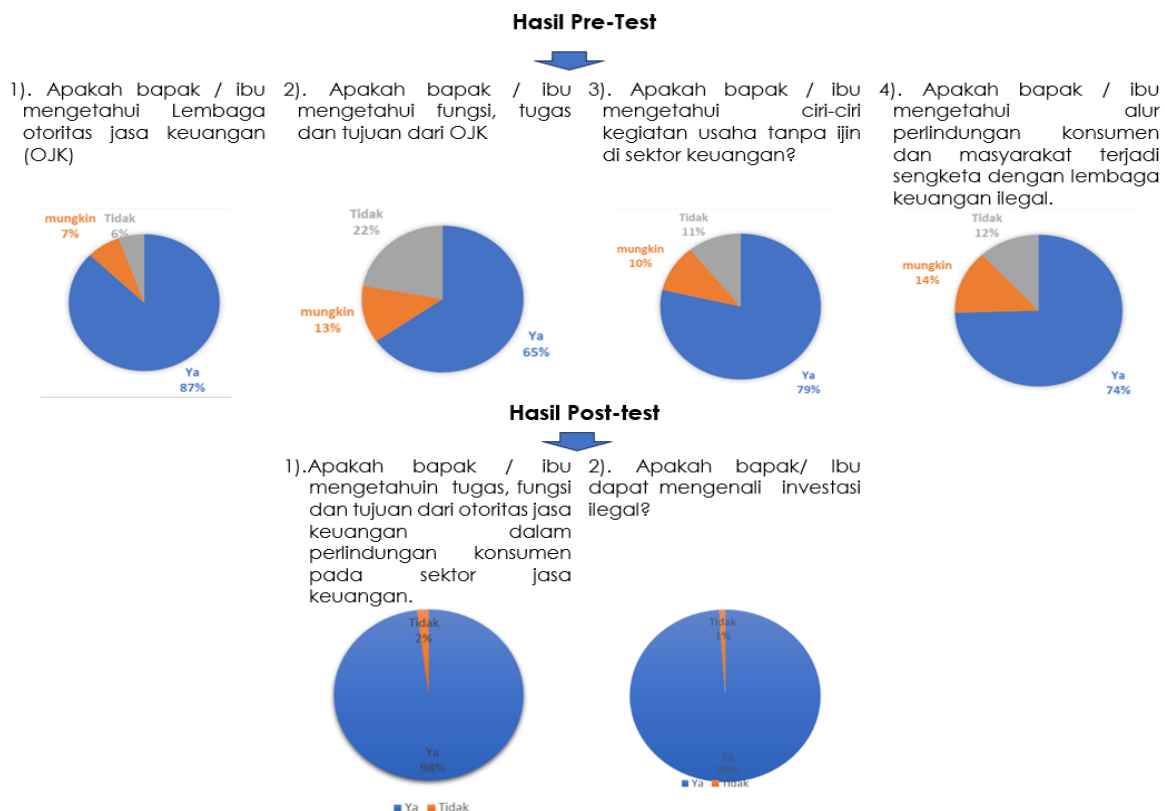 Hasil Pre-Test
1). Apakah bapak / ibu
mengetahui Lembaga
otoritas jasa keuangan
(OJK)
2). Apakah bapak / ibu
mengetahui fungsi, tugas
dan tujuan dari OJK
3). Apakah bapak / ibu
mengetahui ciri-ciri
kegiatan usaha tanpa ijin
di sektor keuangan?
4). Apakah bapak / ibu
mengetahui alur
perlindungan konsumen
dan masyarakat terjadi
sengketa dengan lembaga
keuangan ilegal.
mungkin
7%
Tidak
6%
Ya
87%
Tidak
22%
mungkin
13%
Ya
65%
Tidak
11%
mungkin
10%
Ya
79%
Tidak
12%
mungkin
14%
Ya
74%
Hasil Post-test
1).Apakah bapak / ibu
mengetahuin tugas, fungsi
dan tujuan dari otoritas jasa
keuangan dalam
perlindungan konsumen
pada sektor jasa
keuangan.
2). Apakah bapak/ Ibu
dapat mengenali investasi
ilegal?
Tidak
2%
Ya
98%
Ya Tidak
Tidak
1%
Ya
99%
Ya Tidak